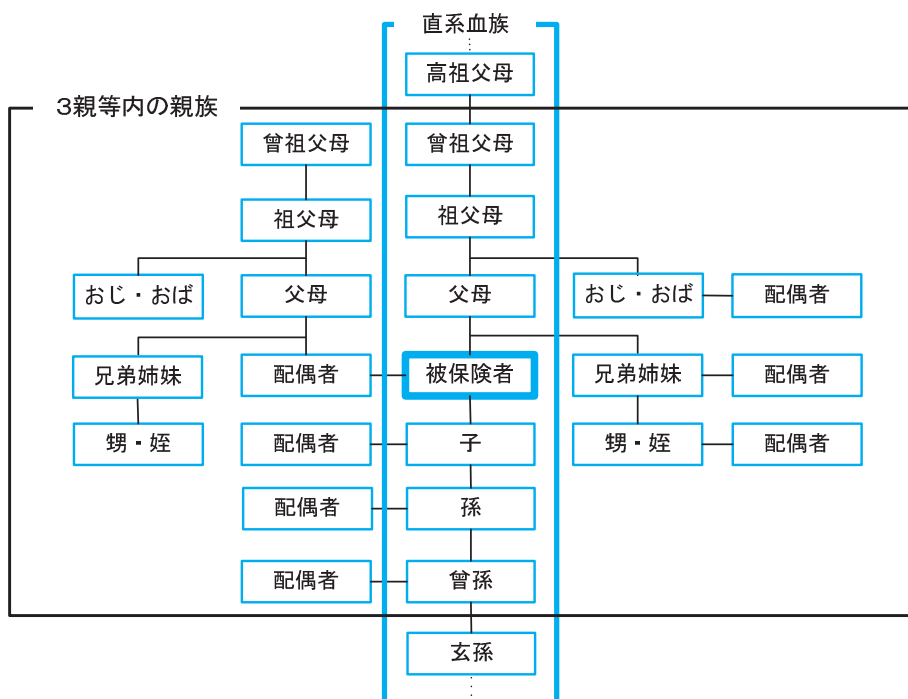 直系血族
高祖父母
3親等内の親族
曾祖父母 曾祖父母
祖父母 祖父母
おじ・おば 父母 父母 おじ・おば 配偶者
兄弟姉妹 配偶者 被保険者 兄弟姉妹 配偶者
甥・姪 配偶者 子 甥・姪 配偶者
配偶者 孫
配偶者 曾孫
玄孫